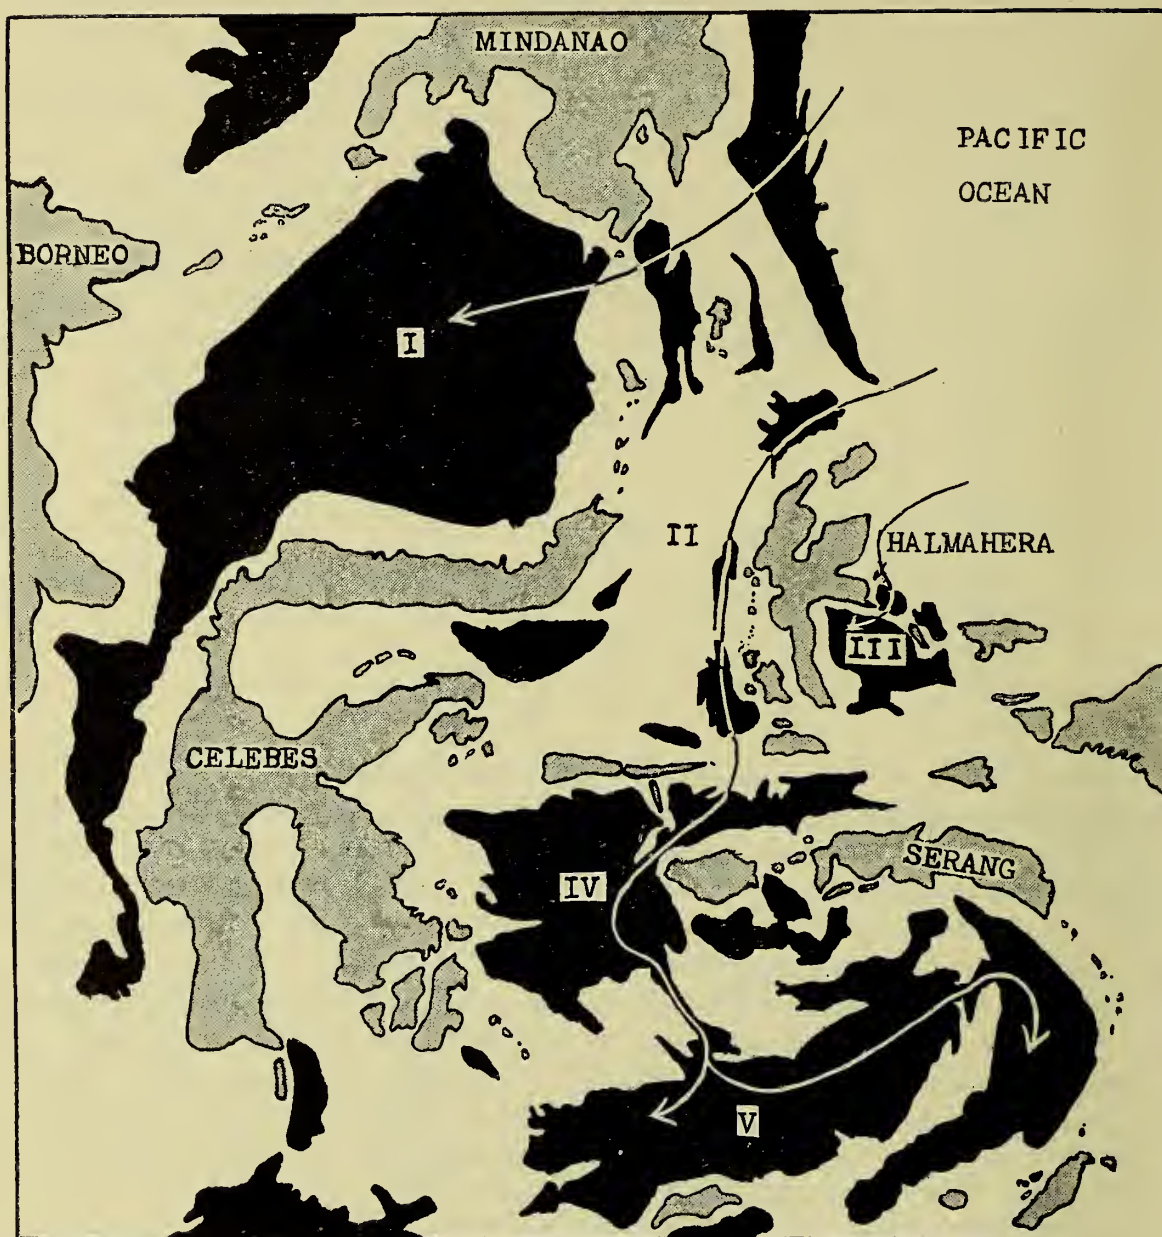 MINDANAO
PACIFIC
OCEAN
BORNEO
I
II
HALMAHERA
III
CELEBES
SERANG
IV
V